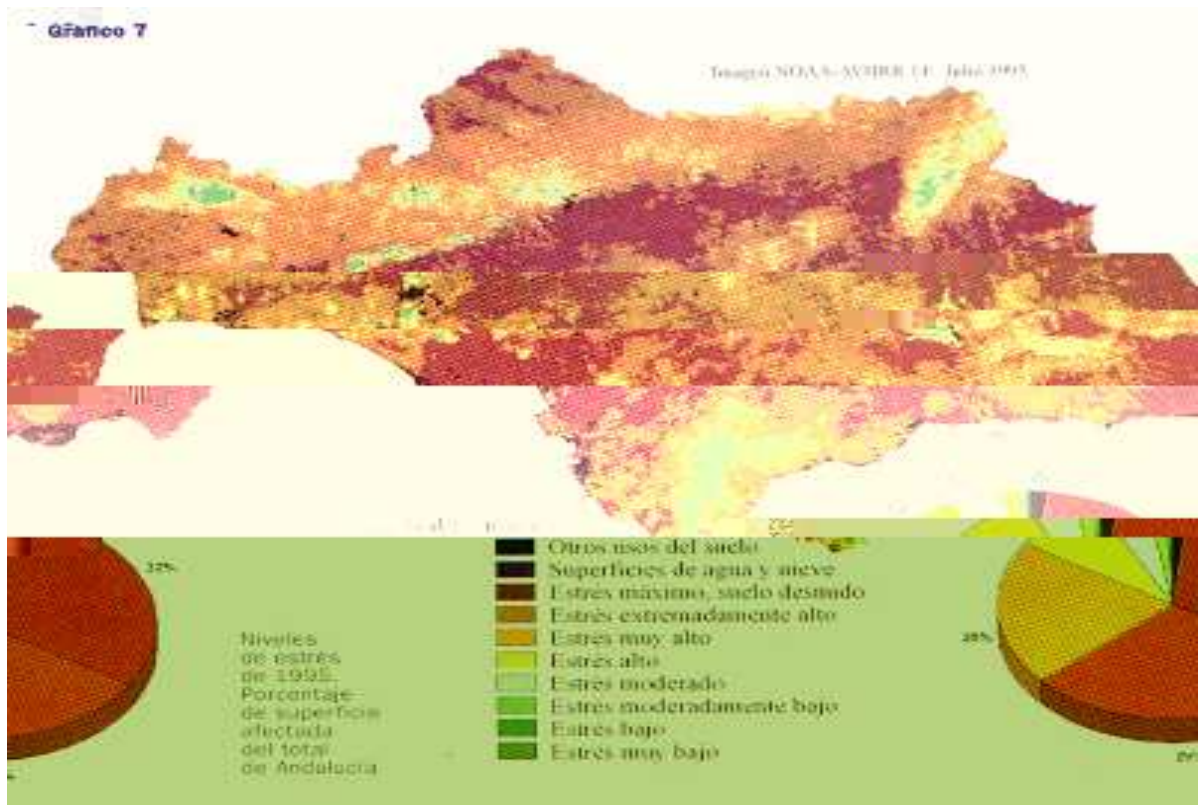 Gráfico 7
Imagen NOAA-AVHRR Julio 1995
Otros usos del suelo
Superficies de agua y nieve
Estrés máximo, suelo desnudo
Estrés extremadamente alto
Estrés muy alto
Estrés alto
Estrés moderado
Estrés moderadamente bajo
Estrés bajo
Estrés muy bajo
Niveles
de estrés
de 1995.
Porcentaje
de superficie
afectada
del total
de Andalucía
32%